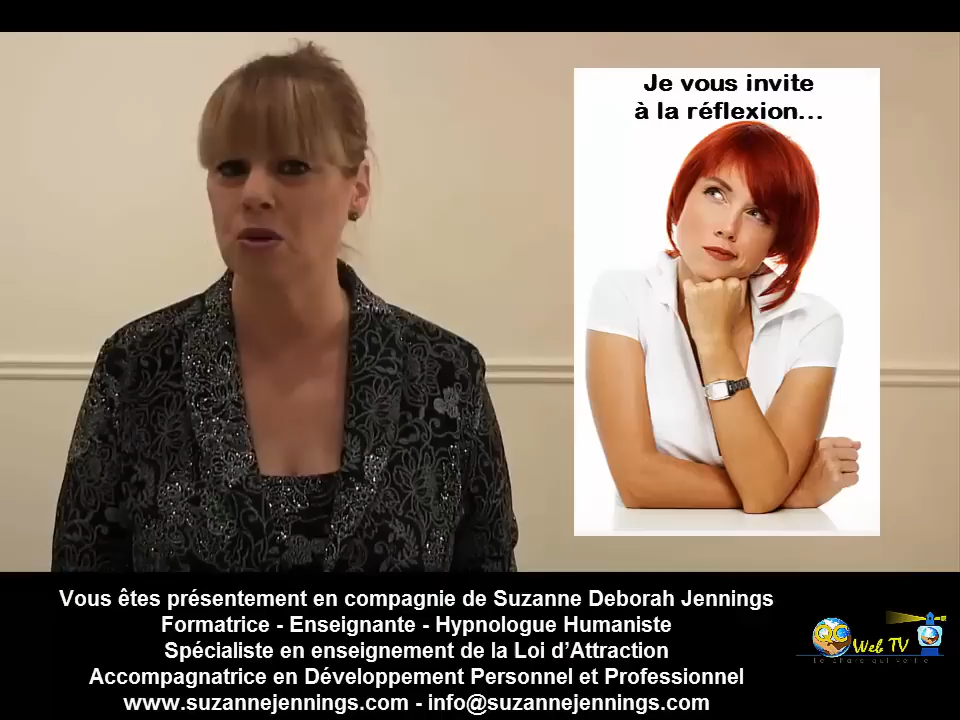 Je vous invite
à la réflexion...
Vous êtes présentement en compagnie de Suzanne Deborah Jennings
Formatrice - Enseignante - Hypnologue Humaniste
Spécialiste en enseignement de la Loi d'Attraction
Accompagnatrice en Développement Personnel et Professionnel
www.suzannejennings.com - info@suzannejennings.com
Web TV